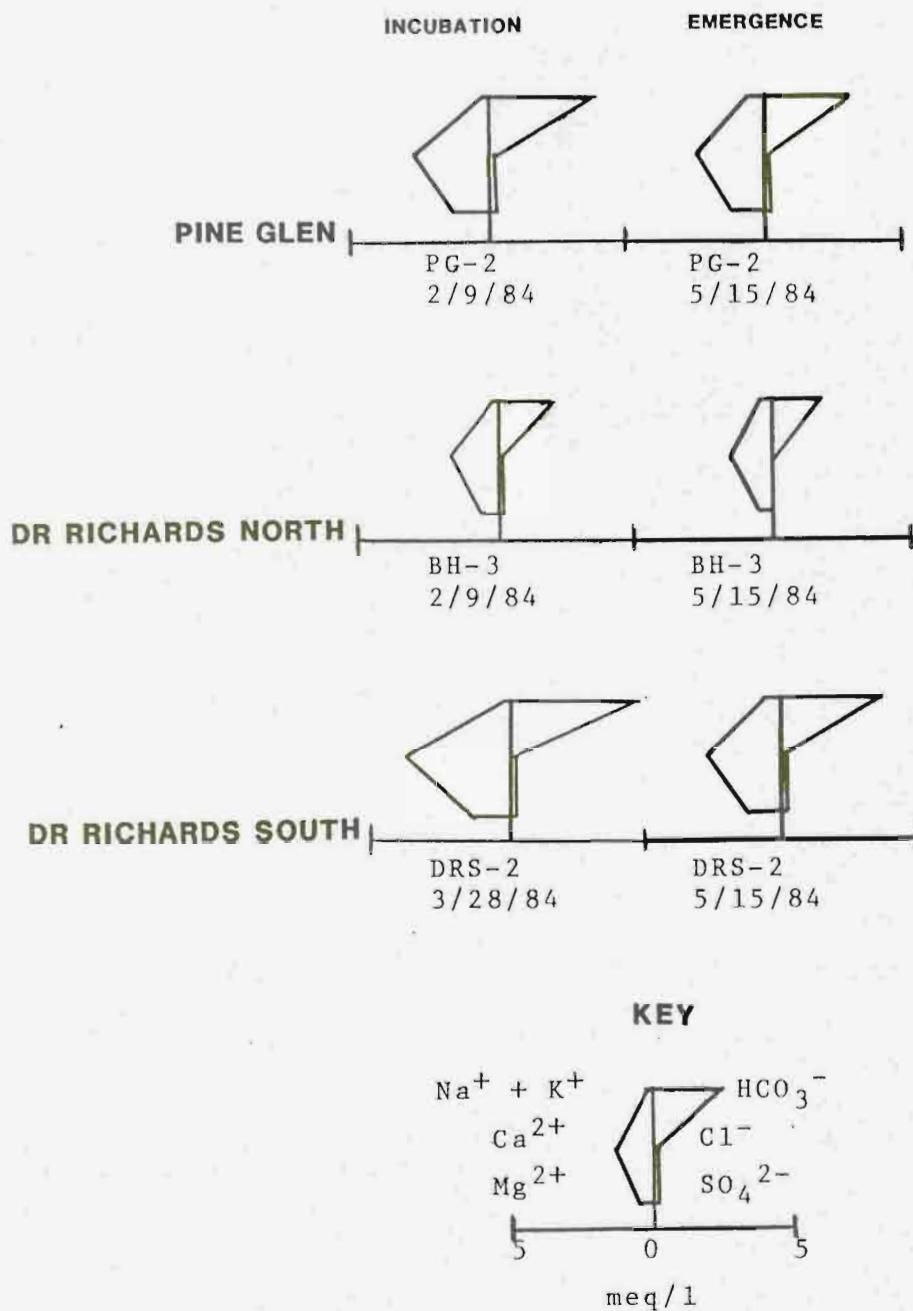 INCUBATION EMERGENCE
PINE GLEN
PG-2 PG-2
2/9/84 5/15/84
DR RICHARDS NORTH
BH-3 BH-3
2/9/84 5/15/84
DR RICHARDS SOUTH
DRS-2 DRS-2
3/28/84 5/15/84
KEY
Na⁺ + K⁺ HCO₃⁻
Ca²⁺ Cl⁻
Mg²⁺ SO₄²⁻
5 0 5
meq/l